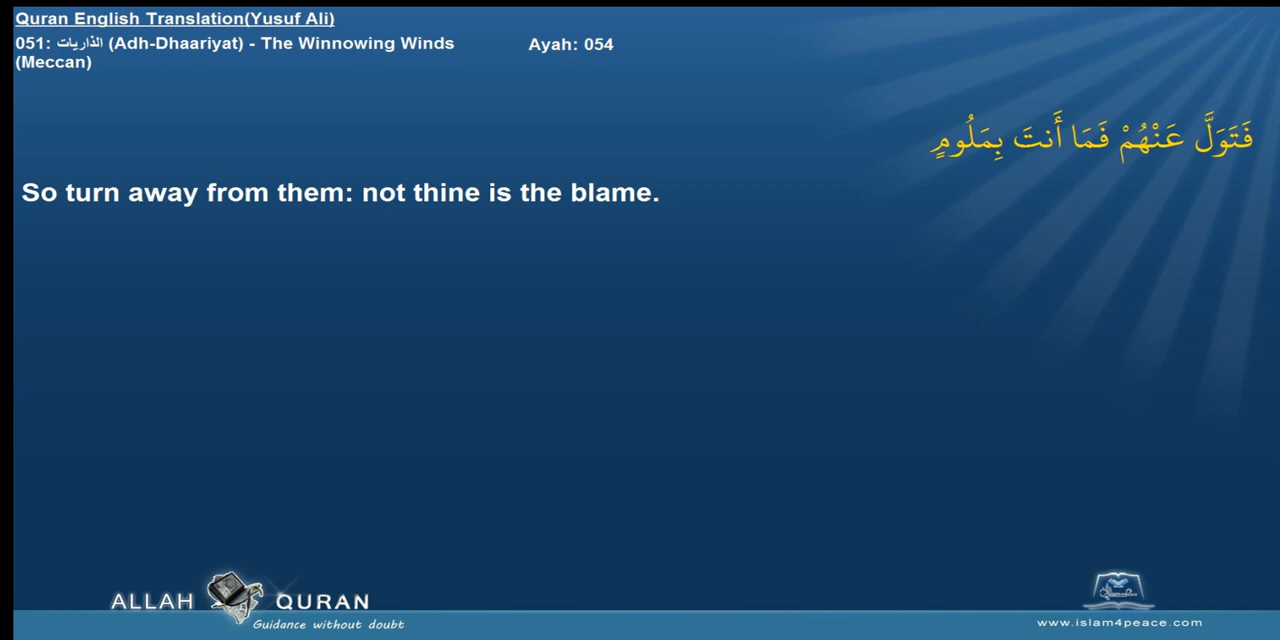 Quran English Translation(Yusuf Ali)
051: الذاريات (Adh-Dhaariyat) - The Winnowing Winds Ayah: 054
(Meccan)
فَتَوَلَّ عَنْهُمْ فَمَا أَنتَ بِمَلُومٍ
So turn away from them: not thine is the blame.
ALLAH QURAN
Guidance without doubt
www.islam4peace.com